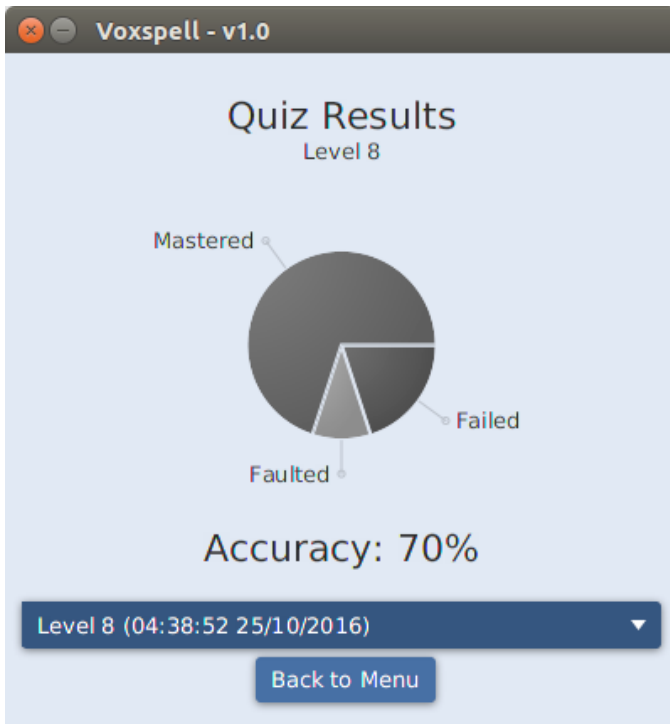 Voxspell - v1.0
Quiz Results
Level 8
Mastered
Failed
Faulted
Accuracy: 70%
Level 8 (04:38:52 25/10/2016)
Back to Menu